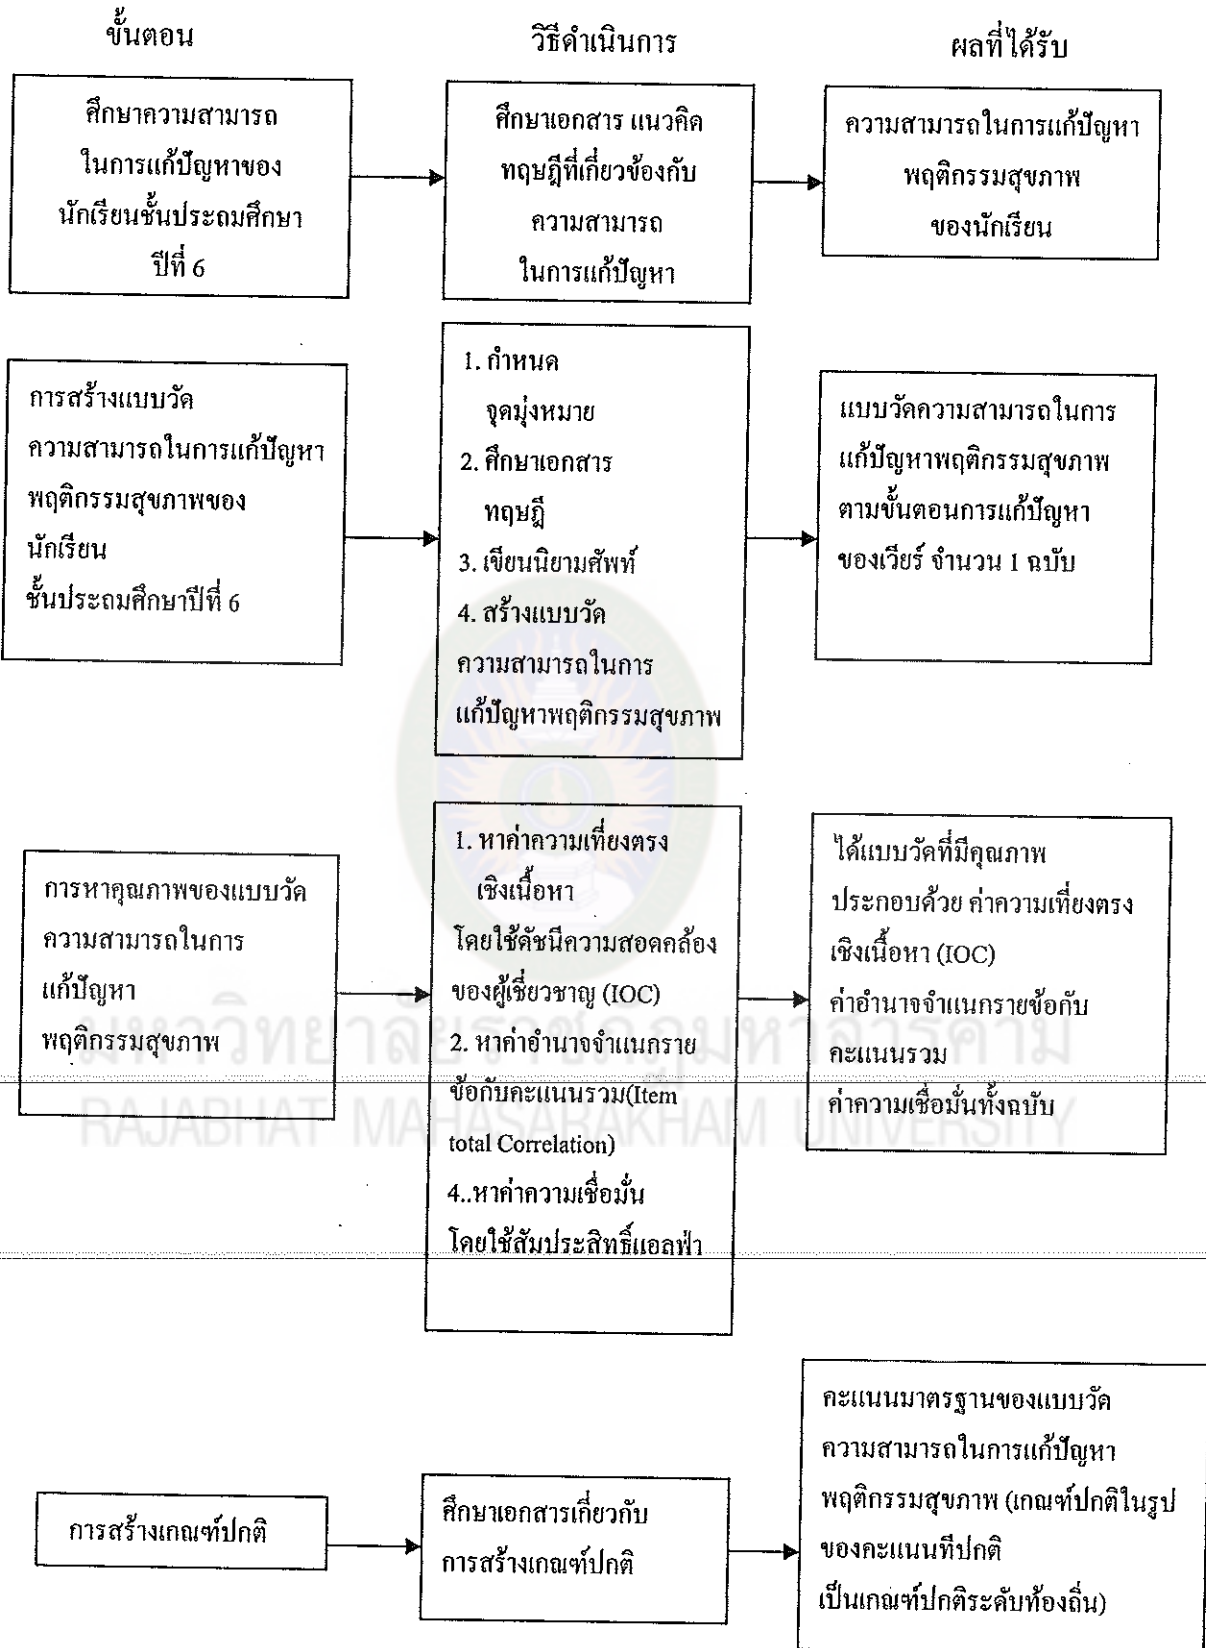 ขั้นตอน
วิธีดำเนินการ
ผลที่ได้รับ
ศึกษาความสามารถ
ในการแก้ปัญหาของ
นักเรียนชั้นประถมศึกษา
ปีที่ 6
ศึกษาเอกสาร แนวคิด
ทฤษฎีที่เกี่ยวข้องกับ
ความสามารถ
ในการแก้ปัญหา
ความสามารถในการแก้ปัญหา
พฤติกรรมสุขภาพ
ของนักเรียน
การสร้างแบบวัด
ความสามารถในการแก้ปัญหา
พฤติกรรมสุขภาพของ
นักเรียน
ชั้นประถมศึกษาปีที่ 6
1. กำหนด
จุดมุ่งหมาย
2. ศึกษาเอกสาร
ทฤษฎี
3. เขียนนิยามศัพท์
4. สร้างแบบวัด
ความสามารถในการ
แก้ปัญหาพฤติกรรมสุขภาพ
แบบวัดความสามารถในการ
แก้ปัญหาพฤติกรรมสุขภาพ
ตามขั้นตอนการแก้ปัญหา
ของเวียร์ จำนวน 1 ฉบับ
การหาคุณภาพของแบบวัด
ความสามารถในการ
แก้ปัญหา
พฤติกรรมสุขภาพ
1. หาค่าความเที่ยงตรง
เชิงเนื้อหา
โดยใช้ดัชนีความสอดคล้อง
ของผู้เชี่ยวชาญ (IOC)
2. หาค่าอำนาจจำแนกราย
ข้อกับคะแนนรวม(Item
total Correlation)
4..หาค่าความเชื่อมั่น
โดยใช้สัมประสิทธิ์แอลฟ่า
ได้แบบวัดที่มีคุณภาพ
ประกอบด้วย ค่าความเที่ยงตรง
เชิงเนื้อหา (IOC)
ค่าอำนาจจำแนกรายข้อกับ
คะแนนรวม
ค่าความเชื่อมั่นทั้งฉบับ
มหาวิทยาลัยราชภัฏมหาสารคาม
RAJABHAT MAHASARAKHAM UNIVERSITY
การสร้างเกณฑ์ปกติ
ศึกษาเอกสารเกี่ยวกับ
การสร้างเกณฑ์ปกติ
คะแนนมาตรฐานของแบบวัด
ความสามารถในการแก้ปัญหา
พฤติกรรมสุขภาพ (เกณฑ์ปกติในรูป
ของคะแนนทีปกติ
เป็นเกณฑ์ปกติระดับท้องถิ่น)